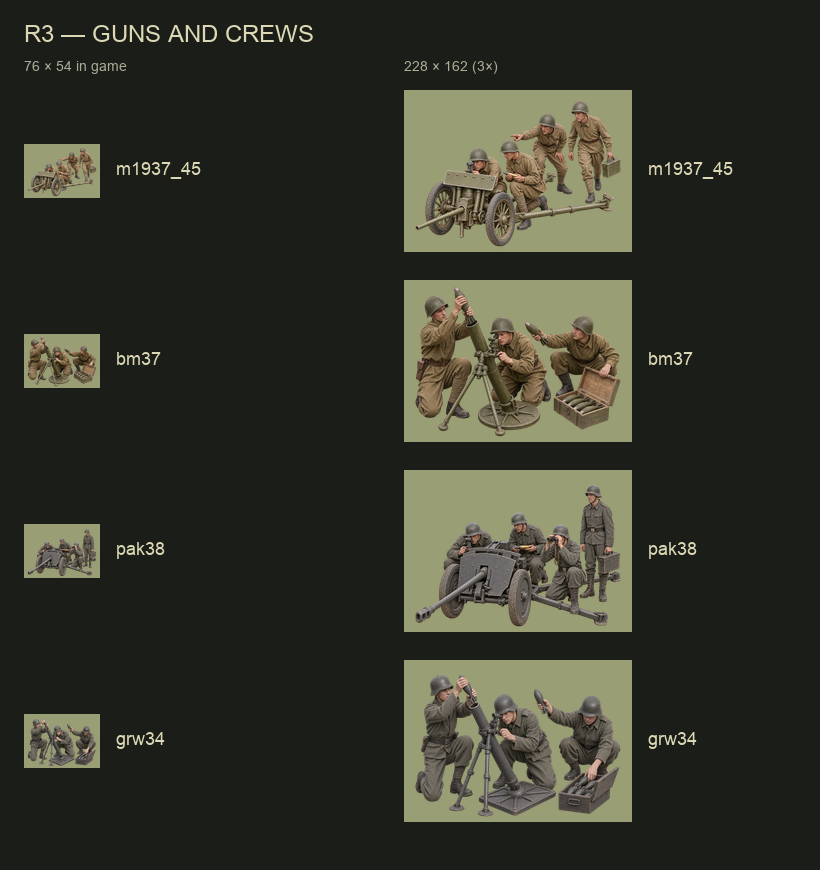 R3 — GUNS AND CREWS
76 × 54 in game
228 × 162 (3×)
m1937_45
m1937_45
bm37
bm37
pak38
pak38
grw34
grw34